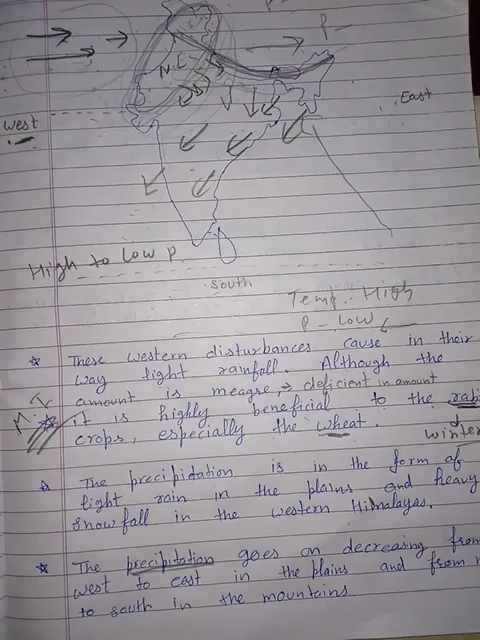 P -
N.E
East
West
High to Low P.
South
Temp. High
P - Low
These western disturbances cause in their
way light rainfall. Although the
amount is meagre, → deficient in amount
it is highly beneficial to the rabi
crops, especially the wheat. winter
The precipitation is in the form of
light rain in the plains and heavy
snowfall in the western Himalayas.
The precipitation goes on decreasing from
west to east in the plains and from
to south in the mountains